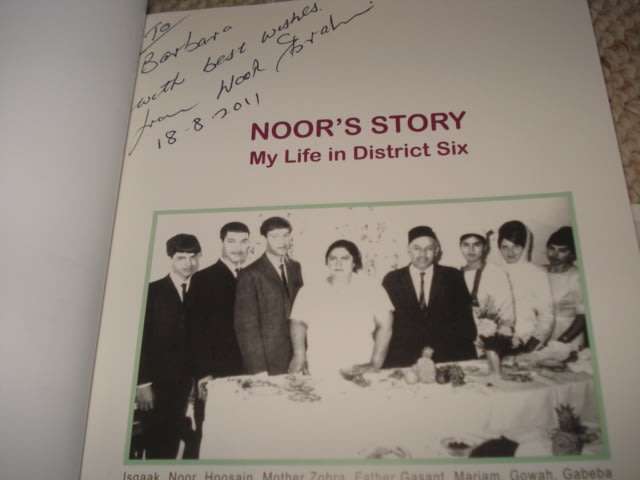 To
Barbara
with best wishes.
from Noor Ebrahim
18-8-2011
NOOR'S STORY
My Life in District Six
Isgaak, Noor, Hoosain, Mother Zohra, Father Gasant, Mariam, Gowah, Gabeba